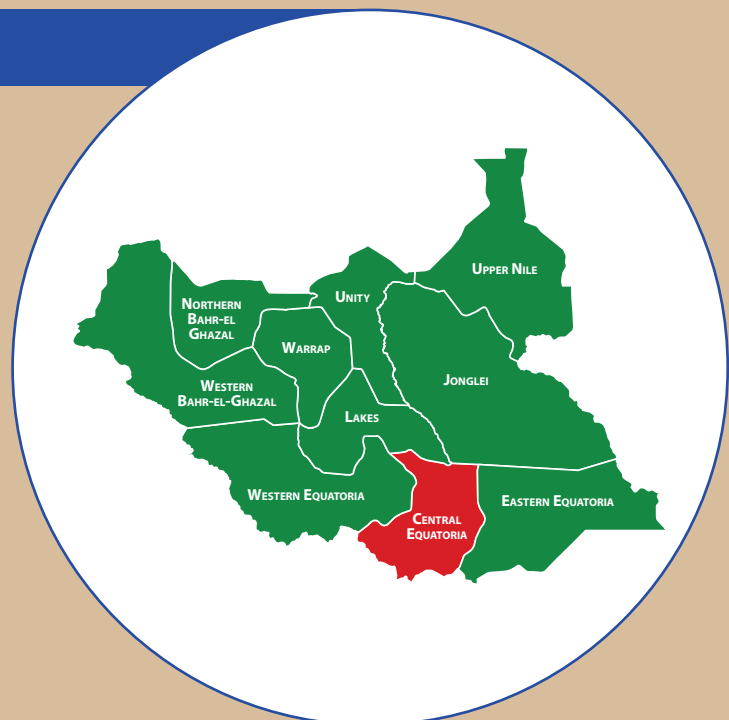 Upper Nile
Unity
Northern
Bahr-el
Ghazal
Warrap
Jonglei
Western
Bahr-el-Ghazal
Lakes
Western Equatoria
Eastern Equatoria
Central
Equatoria